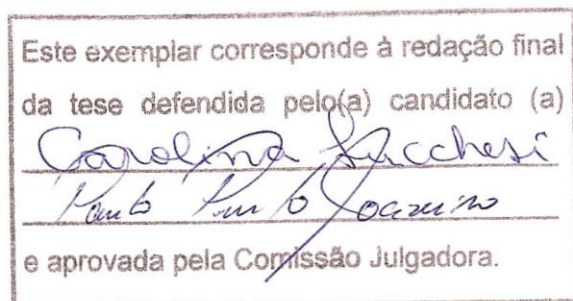 Este exemplar corresponde à redação final
da tese defendida pelo(a) candidato (a)
Carolina Lucchesi
Paulo Pinto Joazeiro
e aprovada pela Comissão Julgadora.